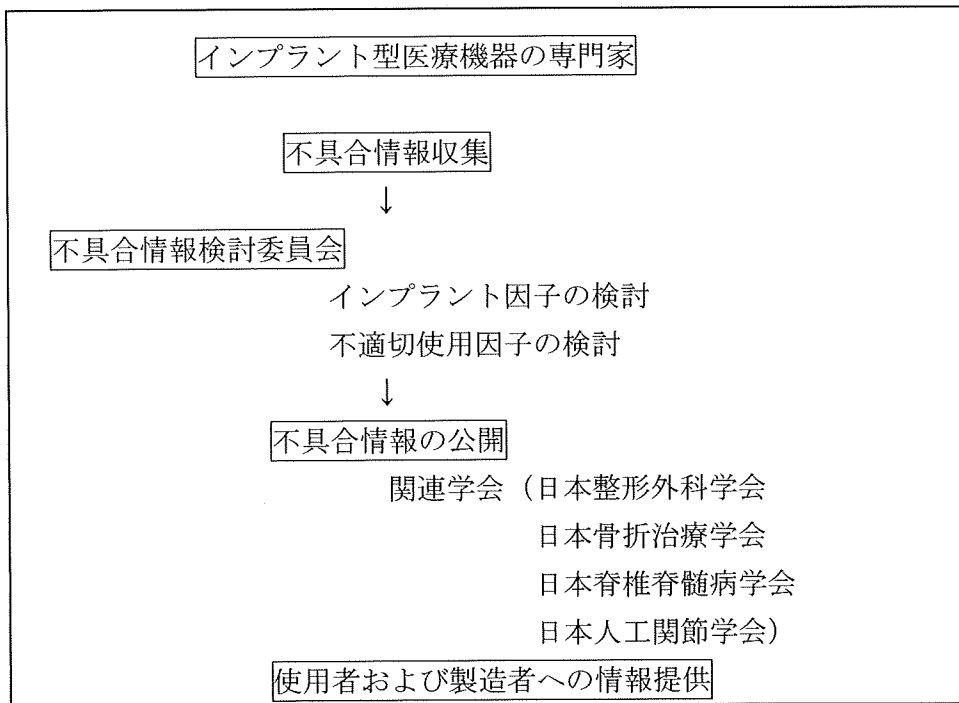 インプラント型医療機器の専門家
不具合情報収集
↓
不具合情報検討委員会
インプラント因子の検討
不適切使用因子の検討
↓
不具合情報の公開
関連学会（日本整形外科学会
日本骨折治療学会
日本脊椎脊髄病学会
日本人工関節学会）
使用者および製造者への情報提供